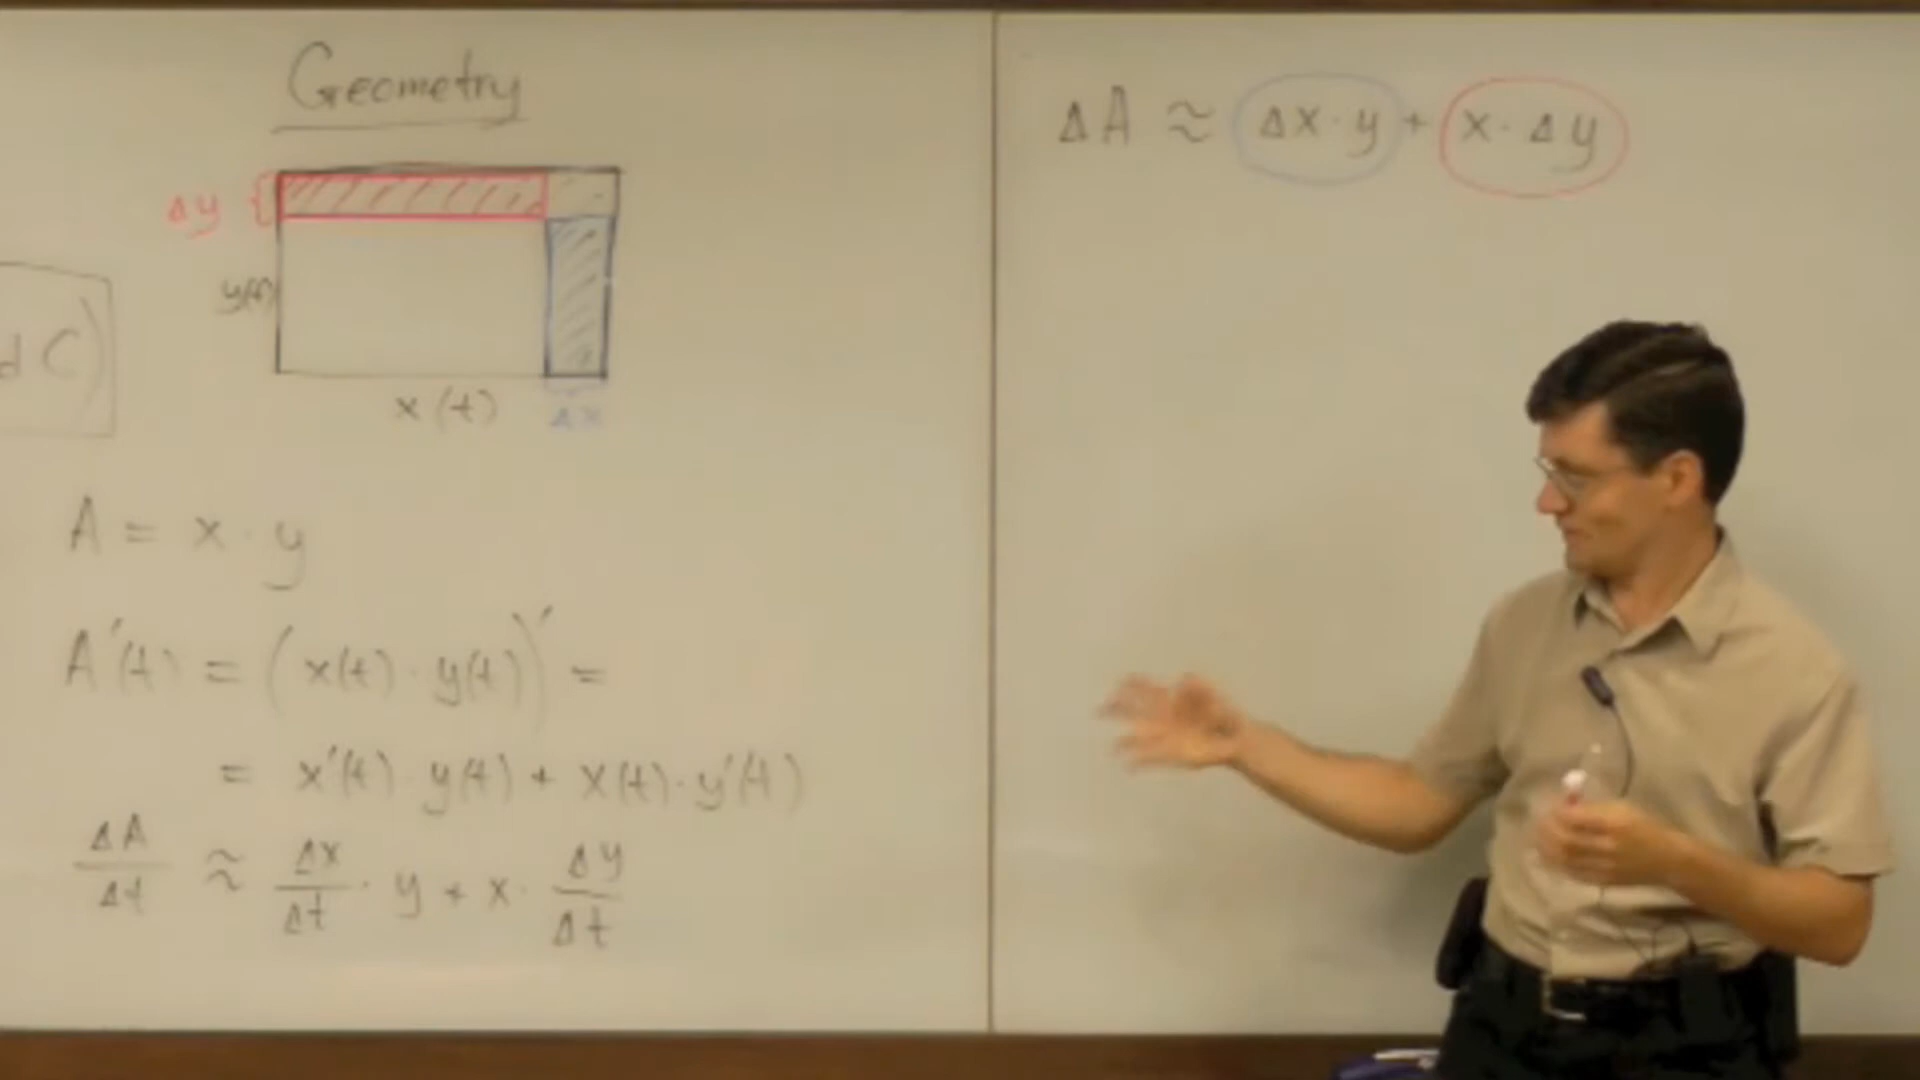 Geometry
Δy
y(t)
x(t) Δx
d C)
A = x · y
A'(t) = (x(t) · y(t))' =
= x'(t) · y(t) + x(t) · y'(t)
ΔA/Δt ≈ Δx/Δt · y + x · Δy/Δt
ΔA ≈ Δx · y + x · Δy